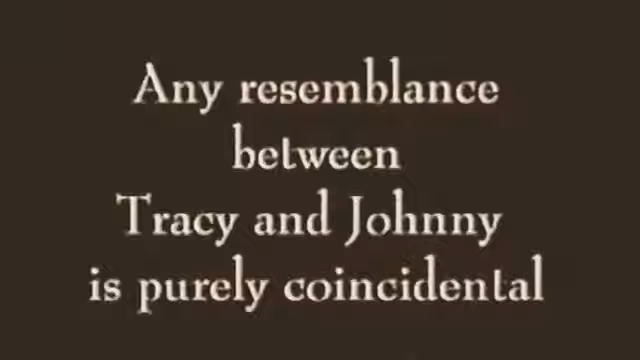 Any resemblance
between
Tracy and Johnny
is purely coincidental